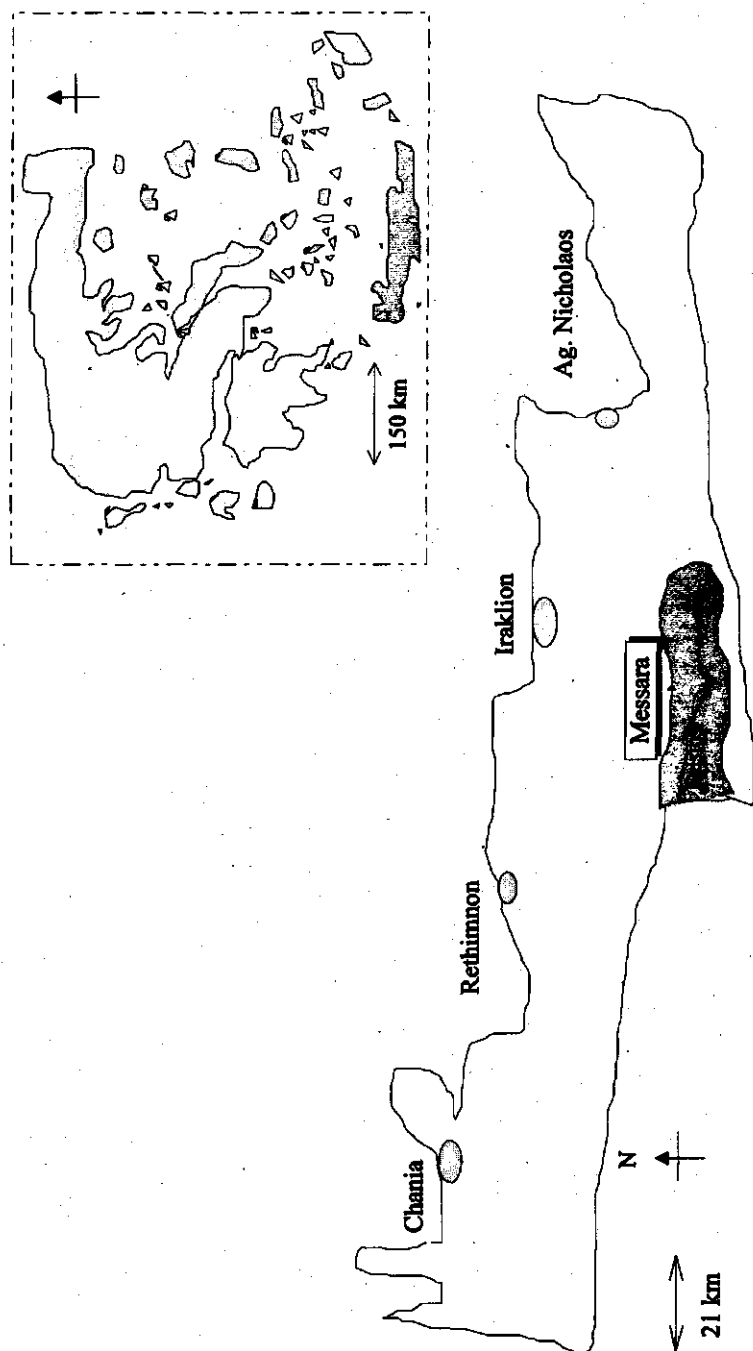 150 km
Chania
Rethimnon
Iraklion
Ag. Nicholaos
Messara
N
21 km